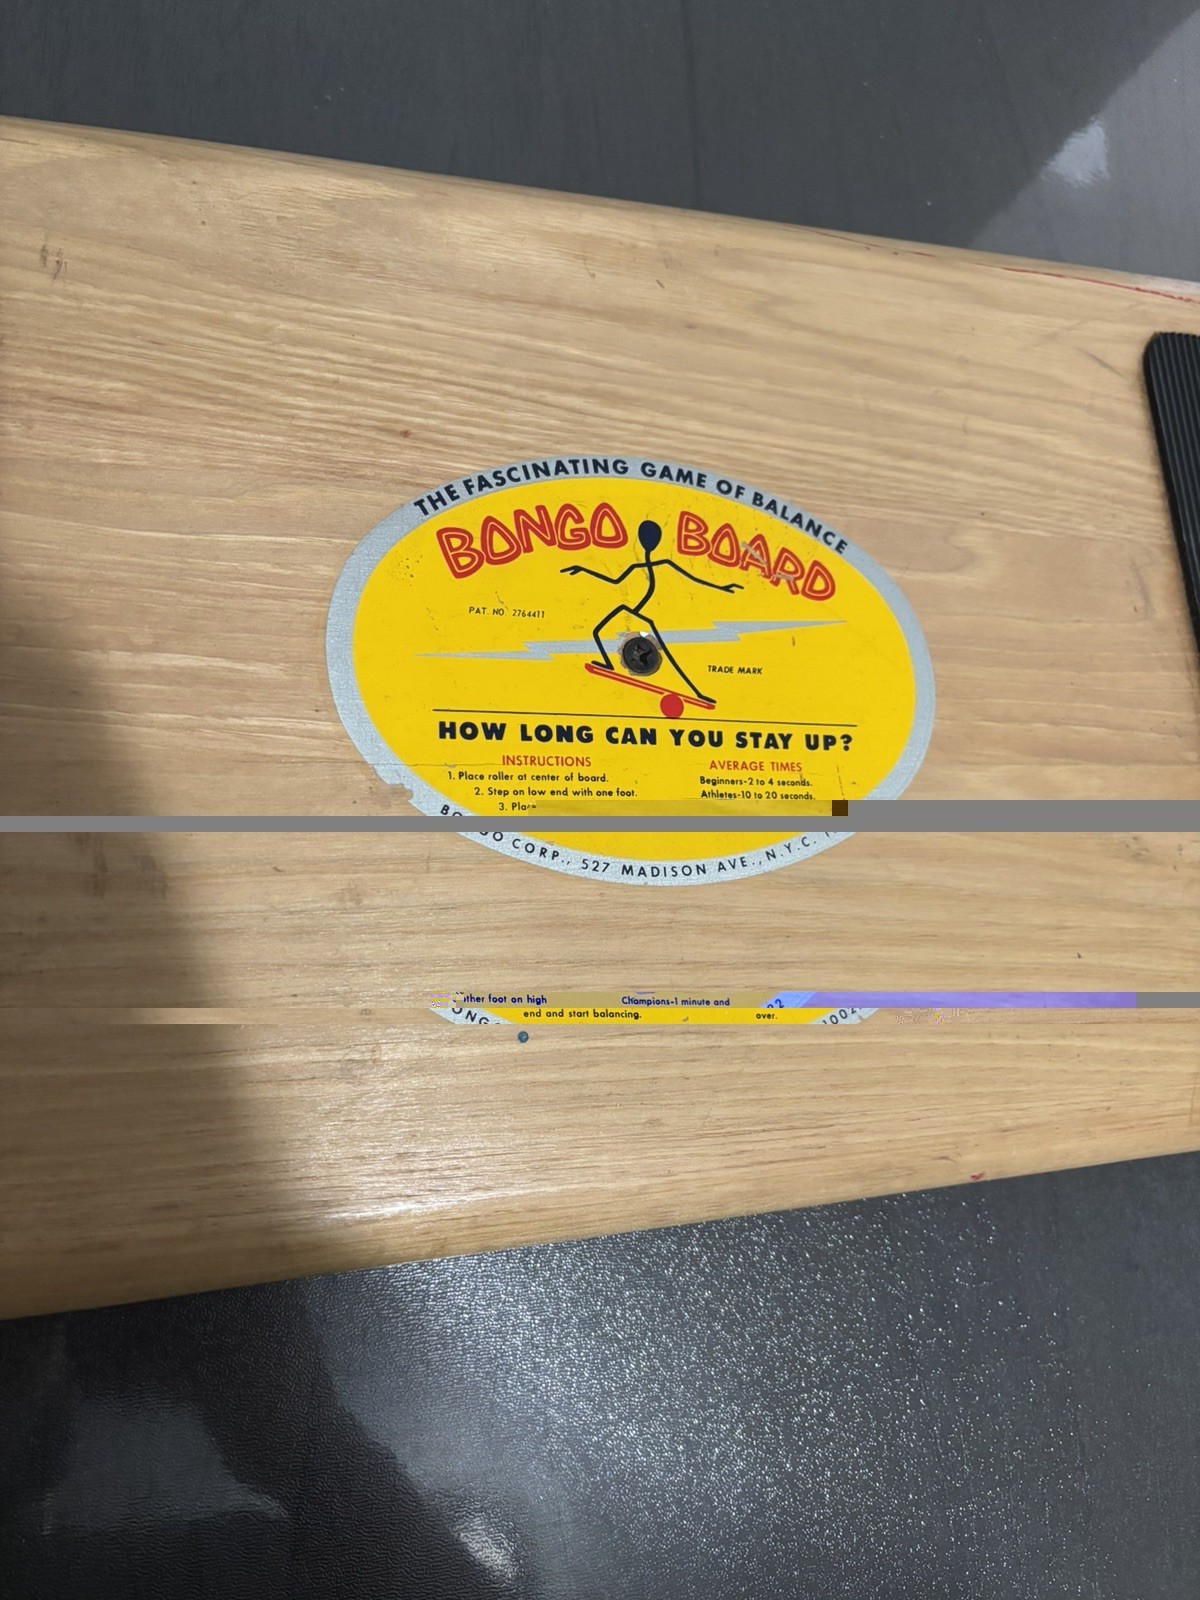 THE FASCINATING GAME OF BALANCE
BONGO BOARD
PAT. NO 2764411
TRADE MARK
HOW LONG CAN YOU STAY UP?
INSTRUCTIONS
1. Place roller at center of board.
2. Step on low end with one foot.
3.
foot on high
end and start balancing.
AVERAGE TIMES
Beginners-2 to 4 seconds.
Athletes-10 to 20 seconds.
Champions-1 minute and
over.
CORP., 527 MADISON AVE., N.Y.C.